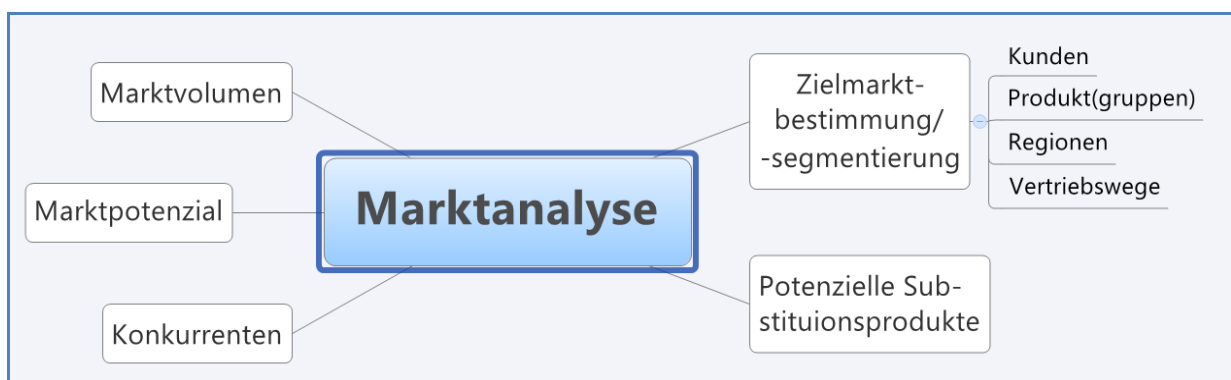 Marktanalyse
Marktvolumen
Marktpotenzial
Konkurrenten
Zielmarkt-
bestimmung/
-segmentierung
Kunden
Produkt(gruppen)
Regionen
Vertriebswege
Potenzielle Sub-
stituionsprodukte